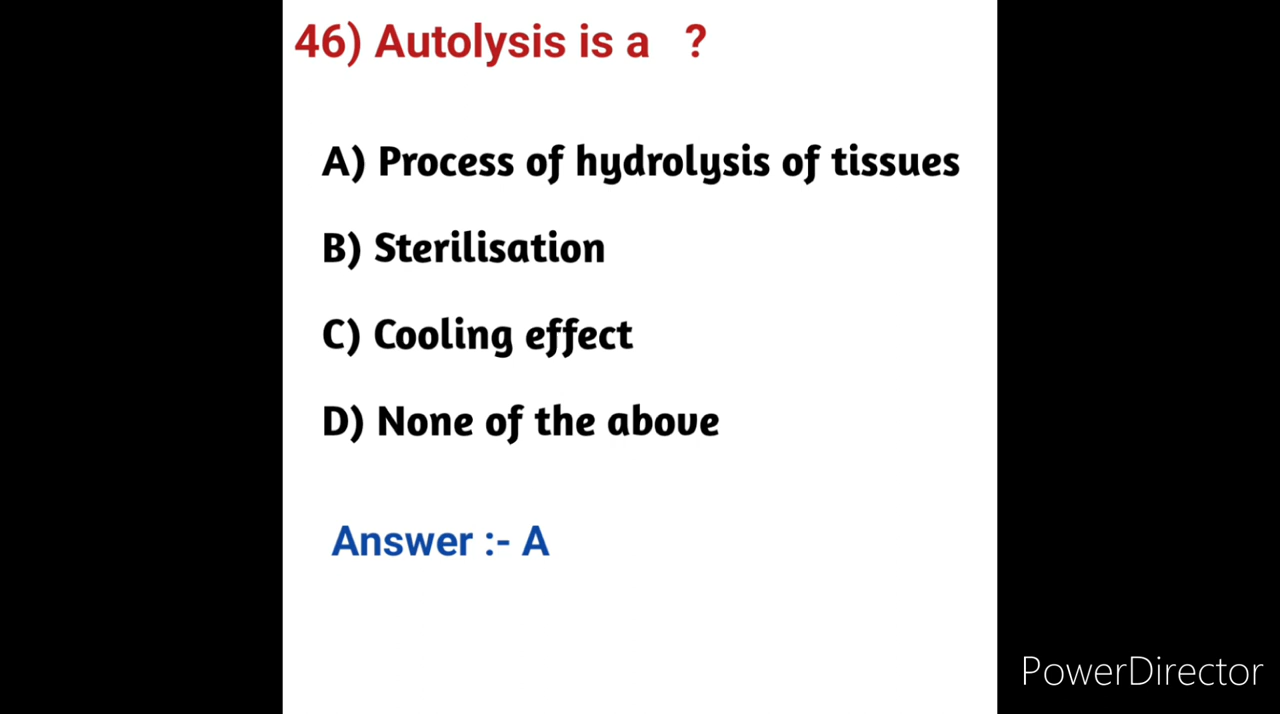 46) Autolysis is a ?
A) Process of hydrolysis of tissues
B) Sterilisation
C) Cooling effect
D) None of the above
Answer :- A
PowerDirector